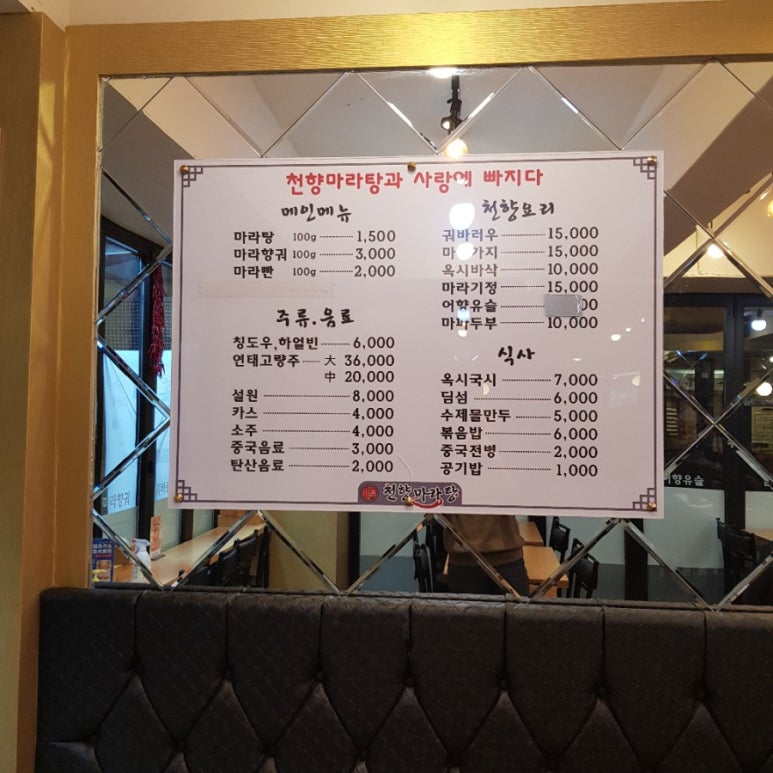 천향마라탕과 사랑에 빠지다
메인메뉴
마라탕 100g 1,500
마라향궈 100g 3,000
마라빤 100g 2,000
주류.음료
칭도우,하얼빈 6,000
연태고량주 大 36,000
中 20,000
설원 8,000
카스 4,000
소주 4,000
중국음료 3,000
탄산음료 2,000
천향요리
궈바러우 15,000
마라가지 15,000
옥시바삭 10,000
마라기정 15,000
어향유슬 00
마파두부 10,000
식사
옥시국시 7,000
딤섬 6,000
수제물만두 5,000
볶음밥 6,000
중국전병 2,000
공기밥 1,000
천향마라탕